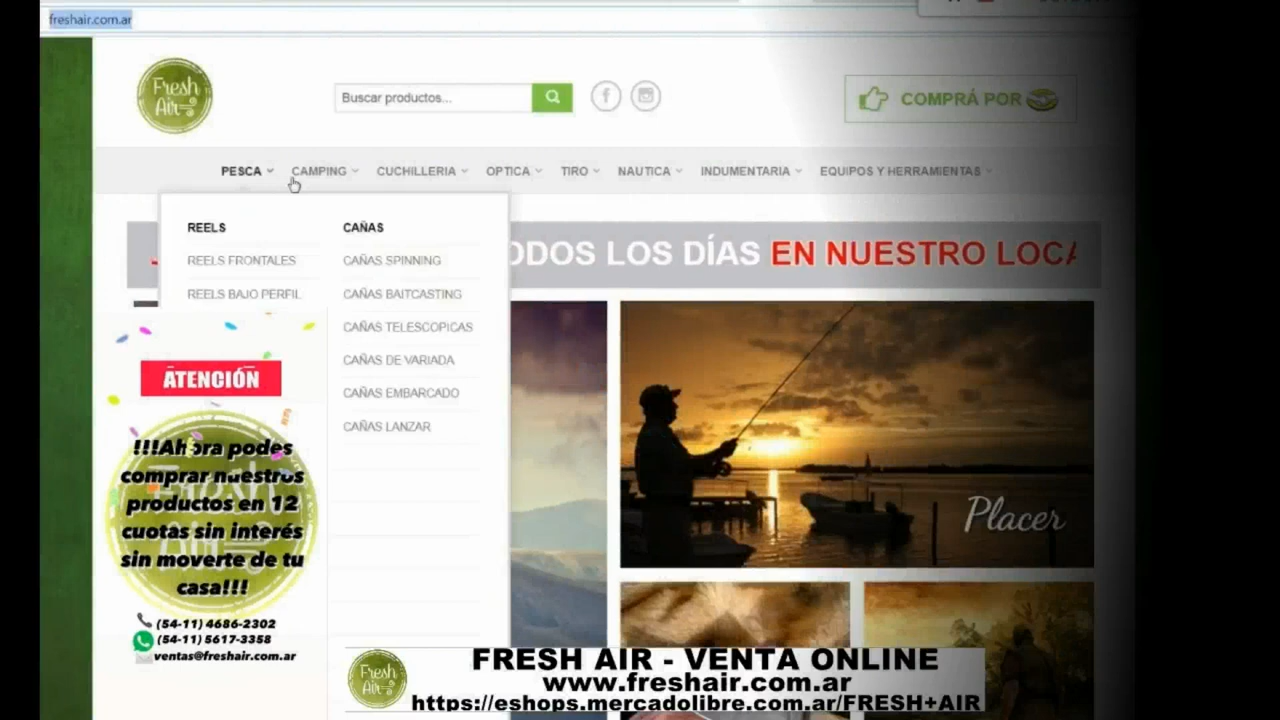 freshair.com.ar
Fresh
Air
Buscar productos...
COMPRÁ POR
PESCA CAMPING CUCHILLERIA OPTICA TIRO NAUTICA INDUMENTARIA EQUIPOS Y HERRAMIENTAS
REELS
REELS FRONTALES
REELS BAJO PERFIL
CAÑAS
CAÑAS SPINNING
CAÑAS BAITCASTING
CAÑAS TELESCOPICAS
CAÑAS DE VARIADA
CAÑAS EMBARCADO
CAÑAS LANZAR
ODOS LOS DÍAS EN NUESTRO LOCA
Placer
ATENCIÓN
!!!Ahora podes
comprar nuestros
productos en 12
cuotas sin interés
sin moverte de tu
casa!!!
(54-11) 4686-2302
(54-11) 5617-3358
ventas@freshair.com.ar
Fresh
Air
FRESH AIR - VENTA ONLINE
www.freshair.com.ar
https://eshops.mercadolibre.com.ar/FRESH+AIR